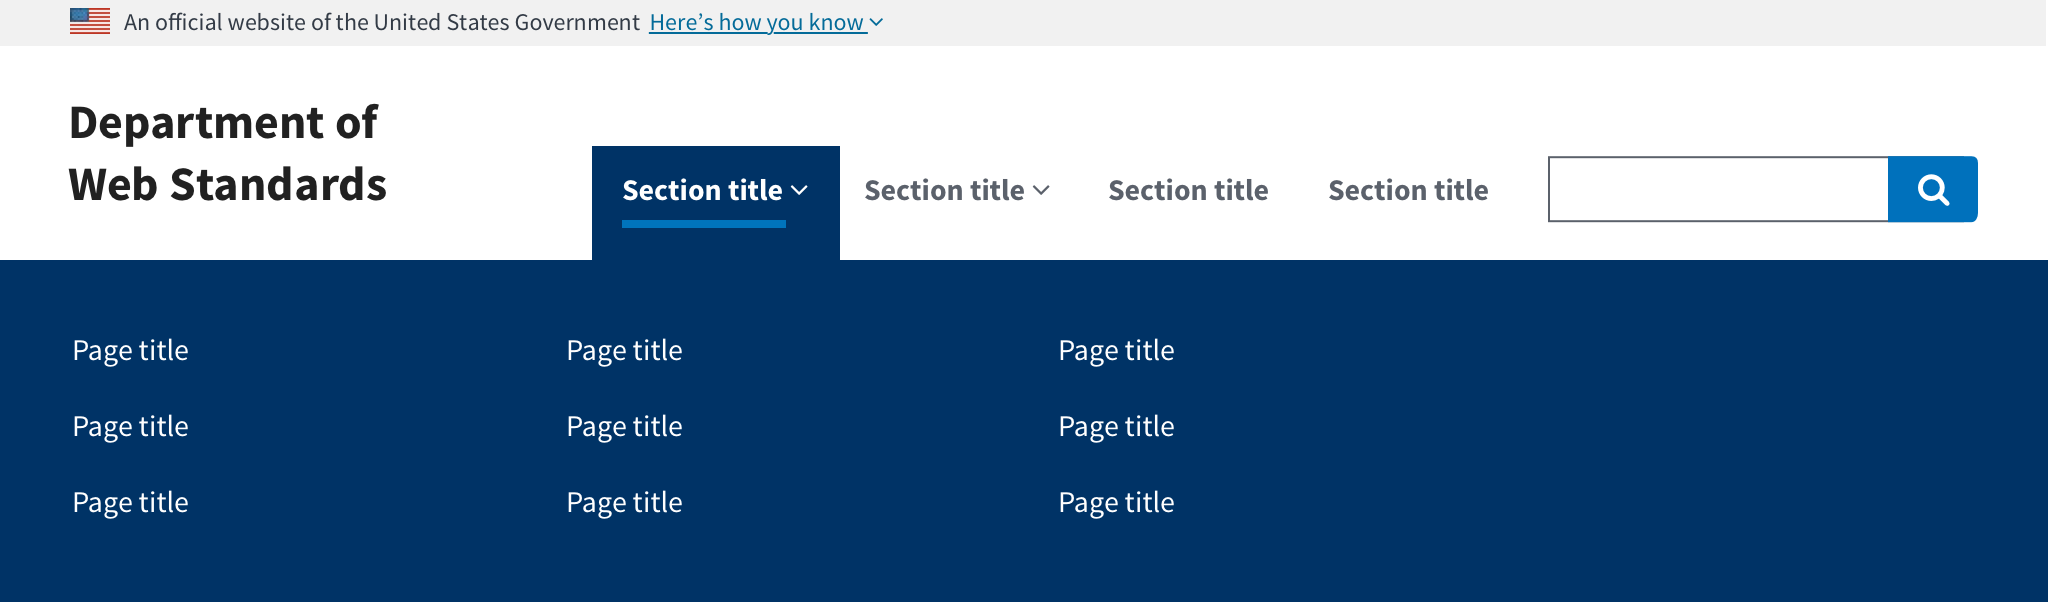 An official website of the United States Government Here’s how you know
Department of
Web Standards
Section title Section title Section title Section title
Page title Page title Page title
Page title Page title Page title
Page title Page title Page title